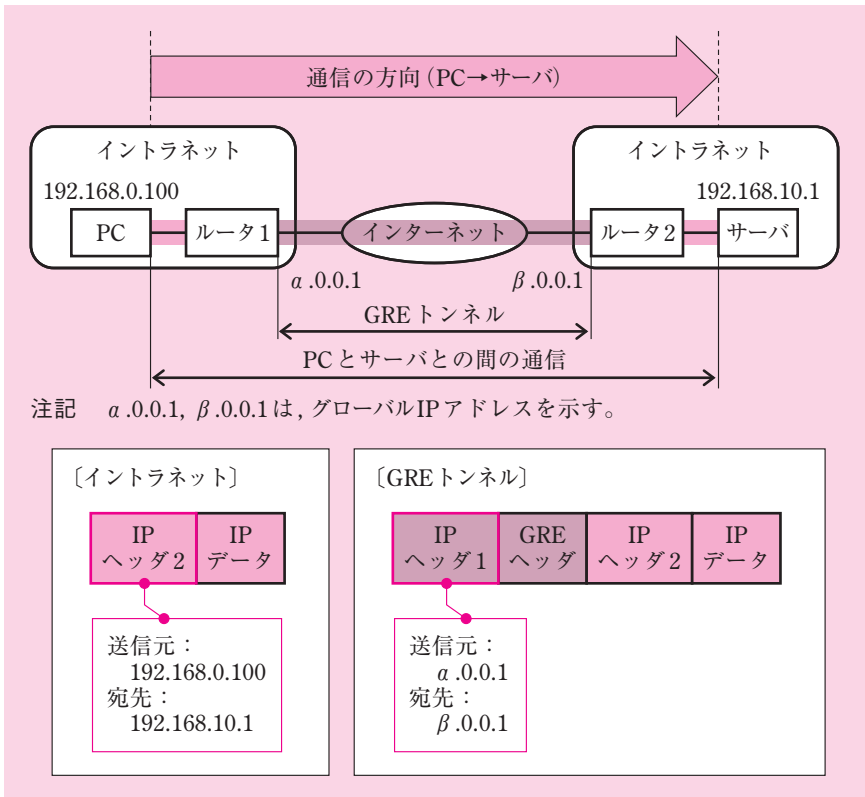 通信の方向(PC→サーバ)
イントラネット
イントラネット
192.168.0.100
192.168.10.1
PC
ルータ1
インターネット
ルータ2
サーバ
α.0.0.1
β.0.0.1
GREトンネル
PCとサーバとの間の通信
注記 α.0.0.1, β.0.0.1は,グローバルIPアドレスを示す。
〔イントラネット〕
IP
ヘッダ2
IP
データ
送信元:
192.168.0.100
宛先:
192.168.10.1
〔GREトンネル〕
IP
ヘッダ1
GRE
ヘッダ
IP
ヘッダ2
IP
データ
送信元:
α.0.0.1
宛先:
β.0.0.1